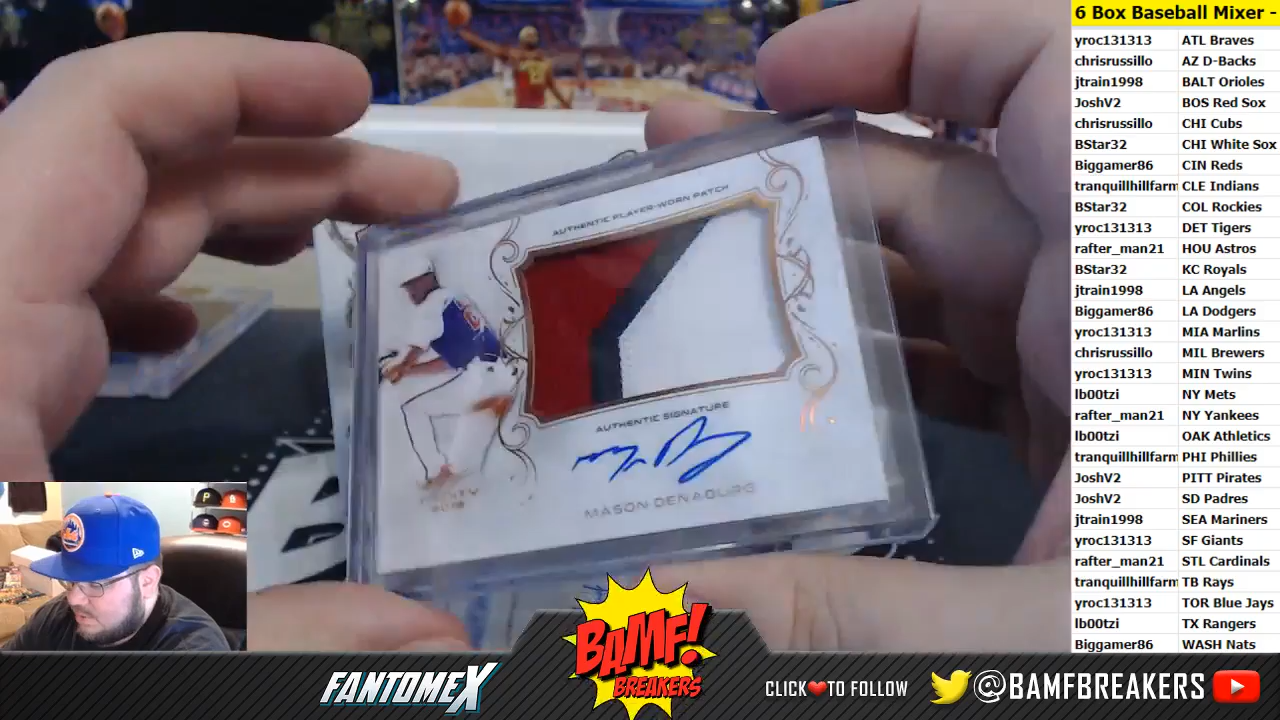 6 Box Baseball Mixer -
yroc131313 ATL Braves
chrisrussillo AZ D-Backs
jtrain1998 BALT Orioles
JoshV2 BOS Red Sox
chrisrussillo CHI Cubs
BStar32 CHI White Sox
Biggamer86 CIN Reds
tranquillhillfarm CLE Indians
BStar32 COL Rockies
yroc131313 DET Tigers
rafter_man21 HOU Astros
BStar32 KC Royals
jtrain1998 LA Angels
Biggamer86 LA Dodgers
yroc131313 MIA Marlins
chrisrussillo MIL Brewers
yroc131313 MIN Twins
lb00tzi NY Mets
rafter_man21 NY Yankees
lb00tzi OAK Athletics
tranquillhillfarm PHI Phillies
JoshV2 PITT Pirates
JoshV2 SD Padres
jtrain1998 SEA Mariners
yroc131313 SF Giants
rafter_man21 STL Cardinals
tranquillhillfarm TB Rays
yroc131313 TOR Blue Jays
lb00tzi TX Rangers
Biggamer86 WASH Nats
AUTHENTIC PLAYER-WORN PATCH
AUTHENTIC SIGNATURE
MASON DENABURG
FANTOMEX
BAMF!
BREAKERS
CLICK TO FOLLOW
@BAMFBREAKERS